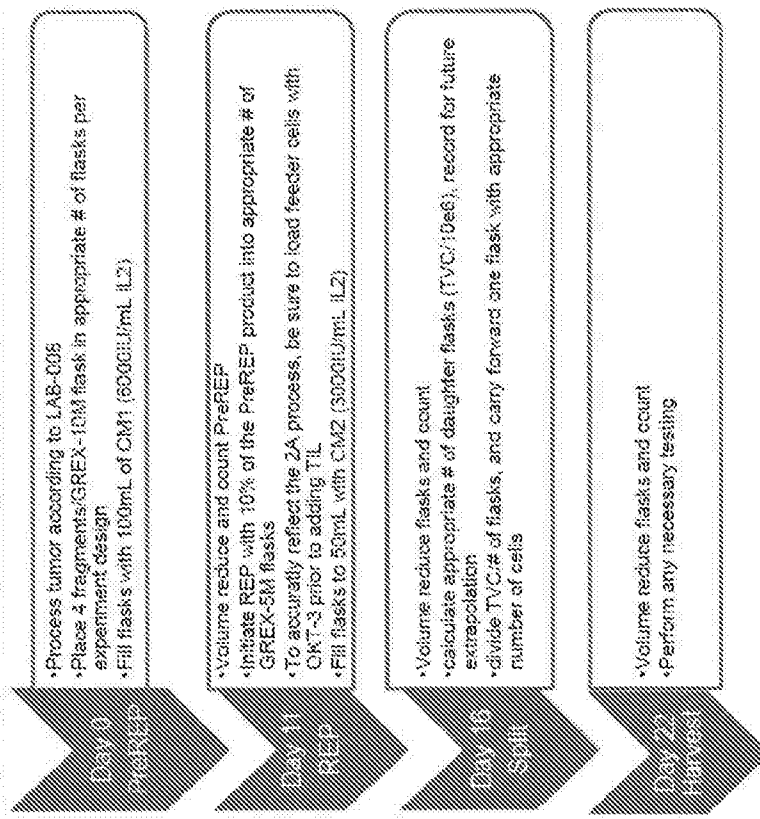 Day 0
PreREP
•Process tumor according to LAB-008
•Place 4 fragments/GREX-10M flask in appropriate # of flasks per
experiment design
•Fill flasks with 100mL of CM1 (6000IU/mL IL2)
Day 11
REP
•Volume reduce and count PreREP
•Initiate REP with 10% of the PreREP product into appropriate # of
GREX-5M flasks
•To accuratly reflect the 2A process, be sure to load feeder cells with
OKT-3 prior to adding TIL
•Fill flasks to 50mL with CM2 (3000IU/mL IL2)
Day 16
Split
•Volume reduce flasks and count
•calculate appropriate # of daughter flasks (TVC/10e6), record for future
extrapolation
•divide TVC/# of flasks, and carry forward one flask with appropriate
number of cells
Day 22
Harvest
•Volume reduce flasks and count
•Perform any necessary testing